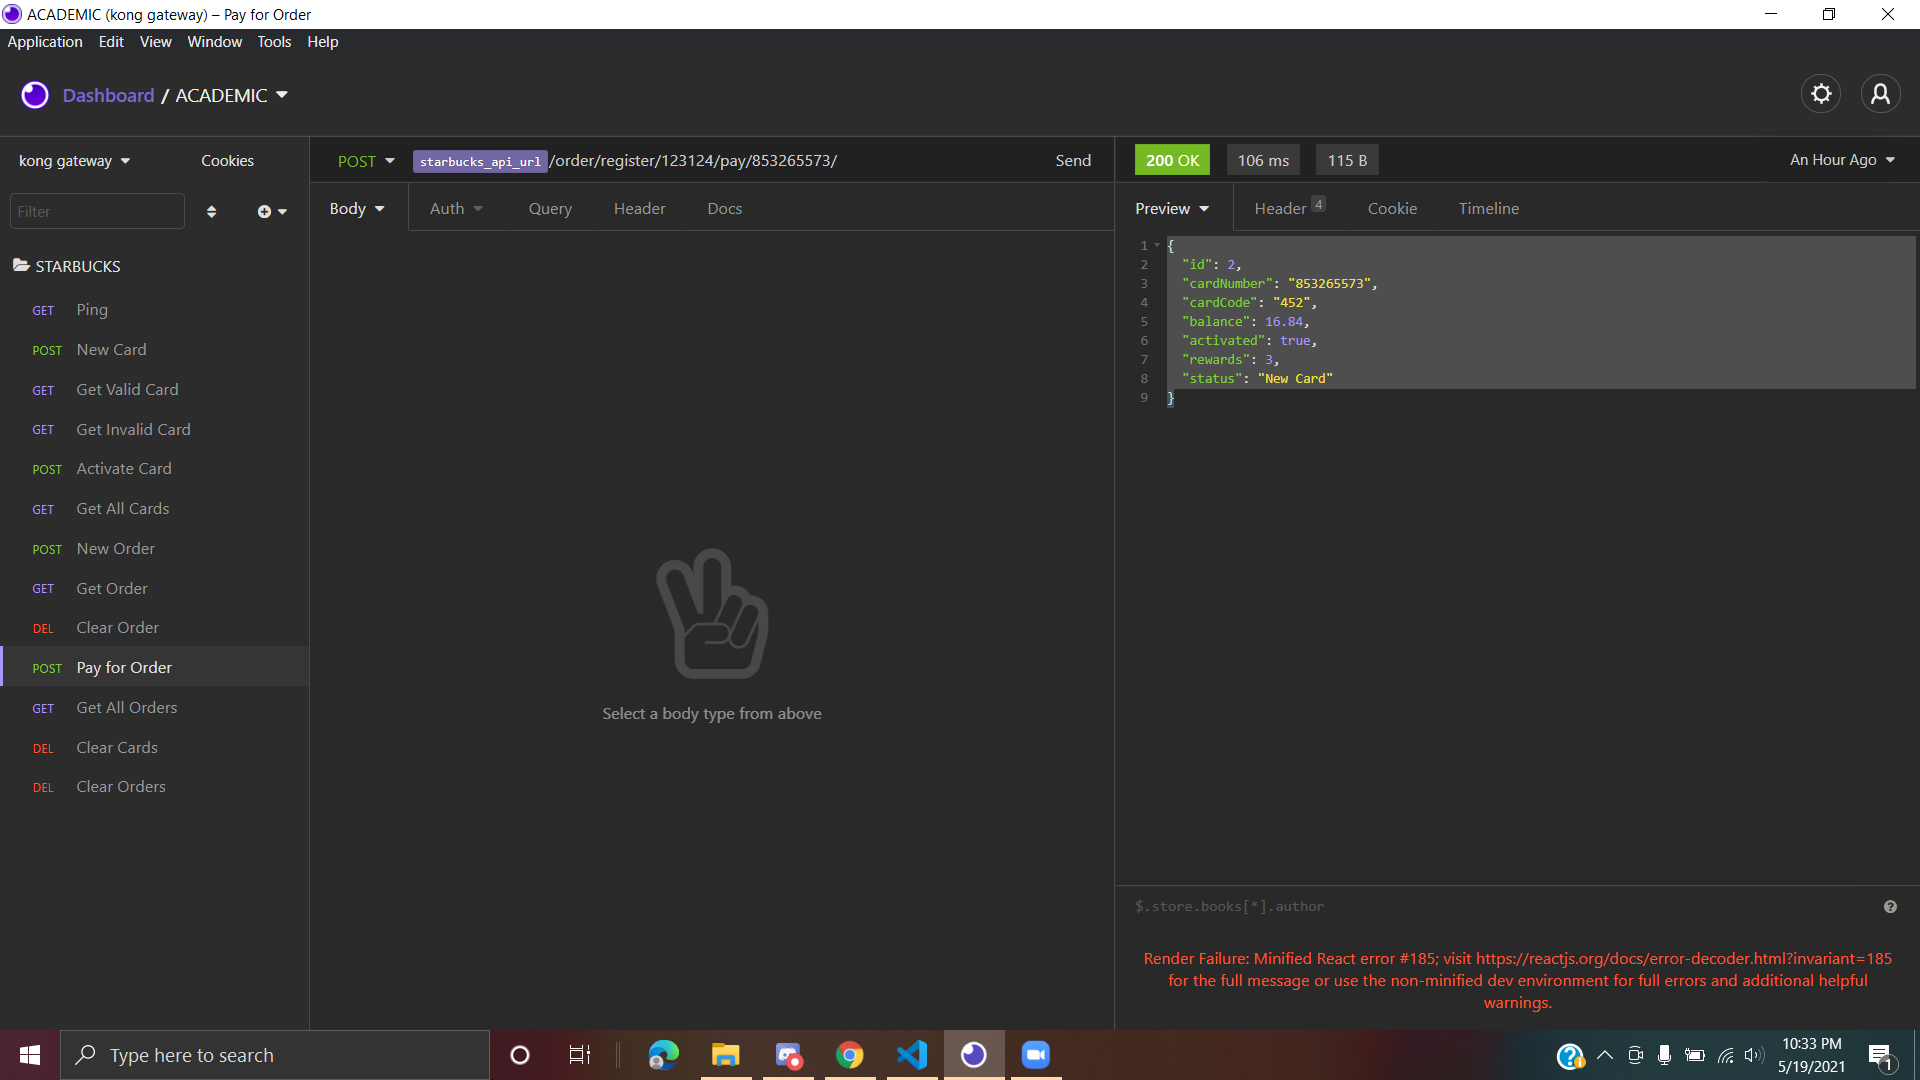 ACADEMIC (kong gateway) – Pay for Order
Application Edit View Window Tools Help
Dashboard / ACADEMIC
kong gateway Cookies
Filter
STARBUCKS
GET Ping
POST New Card
GET Get Valid Card
GET Get Invalid Card
POST Activate Card
GET Get All Cards
POST New Order
GET Get Order
DEL Clear Order
POST Pay for Order
GET Get All Orders
DEL Clear Cards
DEL Clear Orders
POST starbucks_api_url/order/register/123124/pay/853265573/ Send
Body Auth Query Header Docs
Select a body type from above
200 OK 106 ms 115 B An Hour Ago
Preview Header 4 Cookie Timeline
1 {
2 "id": 2,
3 "cardNumber": "853265573",
4 "cardCode": "452",
5 "balance": 16.84,
6 "activated": true,
7 "rewards": 3,
8 "status": "New Card"
9 }
$.store.books[*].author
Render Failure: Minified React error #185; visit https://reactjs.org/docs/error-decoder.html?invariant=185
for the full message or use the non-minified dev environment for full errors and additional helpful
warnings.
Type here to search
10:33 PM
5/19/2021
1